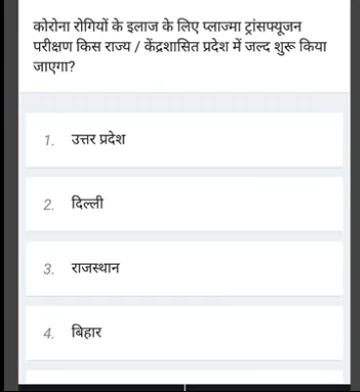 कोरोना रोगियों के इलाज के लिए प्लाज्मा ट्रांसफ्यूजन
परीक्षण किस राज्य / केंद्रशासित प्रदेश में जल्द शुरू किया
जाएगा?
1. उत्तर प्रदेश
2. दिल्ली
3. राजस्थान
4. बिहार